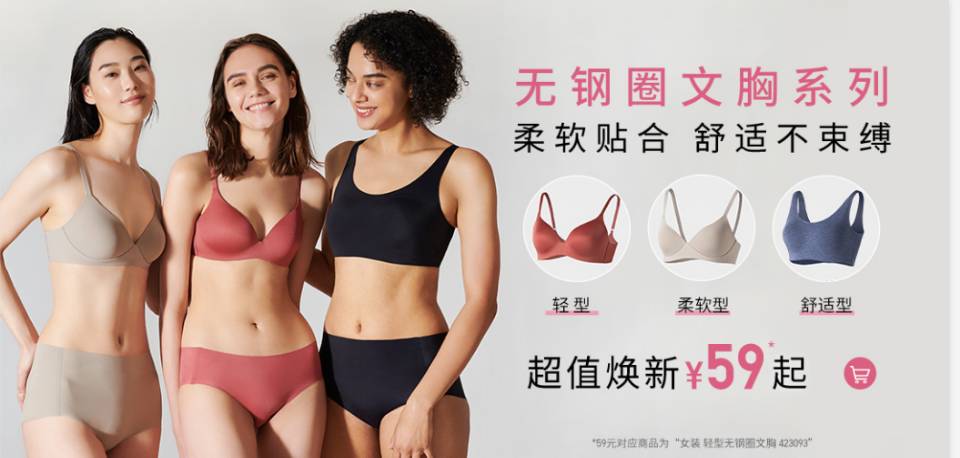 无钢圈文胸系列
柔软贴合 舒适不束缚
轻型 柔软型 舒适型
超值焕新¥59*起
*59元对应商品为“女装 轻型无钢圈文胸 423093”